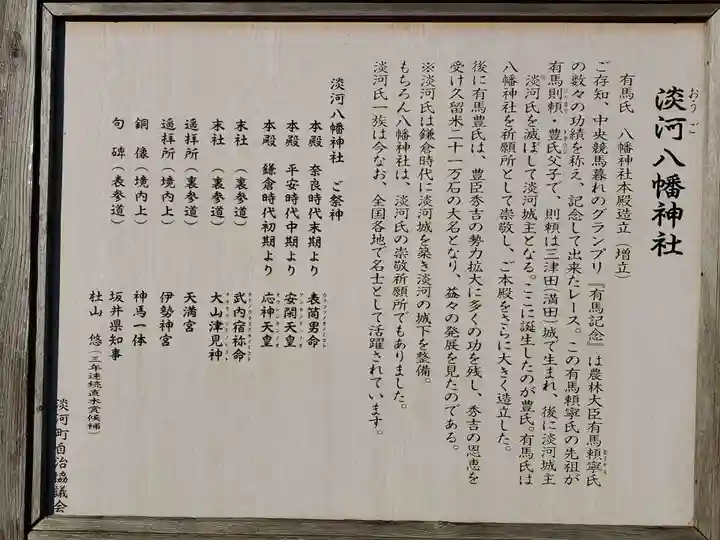 淡河八幡神社
おうご
有馬氏 八幡神社本殿造立(増立)
ご存知、中央競馬暮れのグランプリ『有馬記念』は農林大臣有馬頼寧氏
の数々の功績を称え、記念して出来たレース。この有馬頼寧氏の先祖が
有馬則頼・豊氏父子で、則頼は三津田(満田)城で生まれ、後に淡河城主
淡河氏を滅ぼして淡河城主となる。ここに誕生したのが豊氏。有馬氏は
八幡神社を祈願所として崇敬し、ご本殿をさらに大きく造立した。
後に有馬豊氏は、豊臣秀吉の勢力拡大に多くの功を残し、秀吉の恩恵を
受け久留米二十一万石の大名となり、益々の発展を見たのである。
※淡河氏は鎌倉時代に淡河城を築き淡河の城下を整備。
もちろん八幡神社は、淡河氏の崇敬祈願所でもありました。
淡河氏一族は今なお、全国各地で名士として活躍されています。
淡河八幡神社 ご祭神
本殿 奈良時代末期より 表筒男命
本殿 平安時代中期より 安閑天皇
本殿 鎌倉時代初期より 応神天皇
末社 (裏参道) 武内宿祢命
末社 (裏参道) 大山津見神
遥拝所(裏参道) 天満宮
遥拝所(境内上) 伊勢神宮
銅像(境内上) 神馬一体
句碑(表参道) 坂井県知事
杜山 悠(三年連続直木賞候補)
淡河町自治協議会